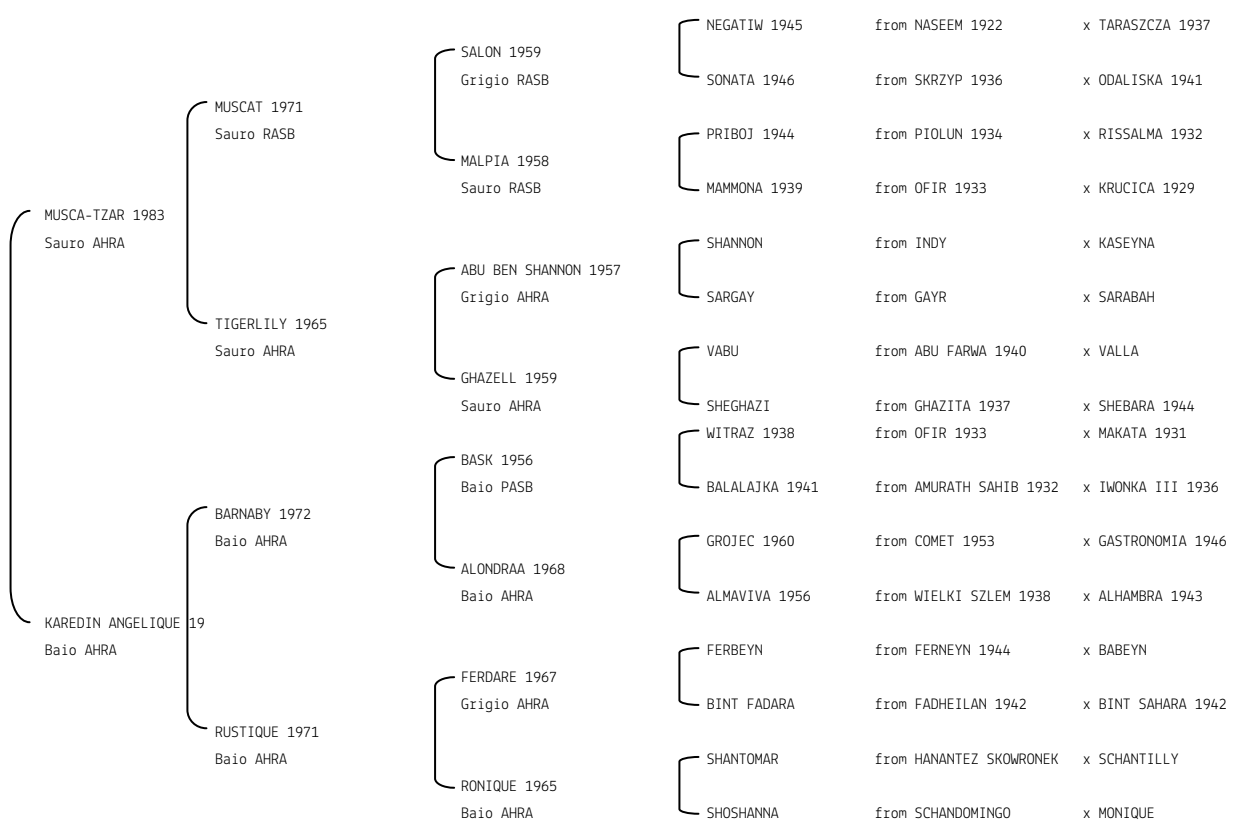 NEGATIW 1945 from NASEEM 1922 x TARASZCZA 1937
SALON 1959
Grigio RASB
SONATA 1946 from SKRZYP 1936 x ODALISKA 1941
MUSCAT 1971
Sauro RASB
PRIBOJ 1944 from PIOLUN 1934 x RISSALMA 1932
MALPIA 1958
Sauro RASB
MAMMONA 1939 from OFIR 1933 x KRUCICA 1929
MUSCA-TZAR 1983
Sauro AHRA
SHANNON from INDY x KASEYNA
ABU BEN SHANNON 1957
Grigio AHRA
SARGAY from GAYR x SARABAH
TIGERLILY 1965
Sauro AHRA
VABU from ABU FARWA 1940 x VALLA
GHAZELL 1959
Sauro AHRA
SHEGHAZI from GHAZITA 1937 x SHEBARA 1944
WITRAZ 1938 from OFIR 1933 x MAKATA 1931
BASK 1956
Baio PASB
BALALAJKA 1941 from AMURATH SAHIB 1932 x IWONKA III 1936
BARNABY 1972
Baio AHRA
GROJEC 1960 from COMET 1953 x GASTRONOMIA 1946
ALONDRAA 1968
Baio AHRA
ALMAVIVA 1956 from WIELKI SZLEM 1938 x ALHAMBRA 1943
KAREDIN ANGELIQUE 19
Baio AHRA
FERBEYN from FERNEYN 1944 x BABEYN
FERDARE 1967
Grigio AHRA
BINT FADARA from FADHEILAN 1942 x BINT SAHARA 1942
RUSTIQUE 1971
Baio AHRA
SHANTOMAR from HANANTEZ SKOWRONEK x SCHANTILLY
RONIQUE 1965
Baio AHRA
SHOSHANNA from SCHANDOMINGO x MONIQUE